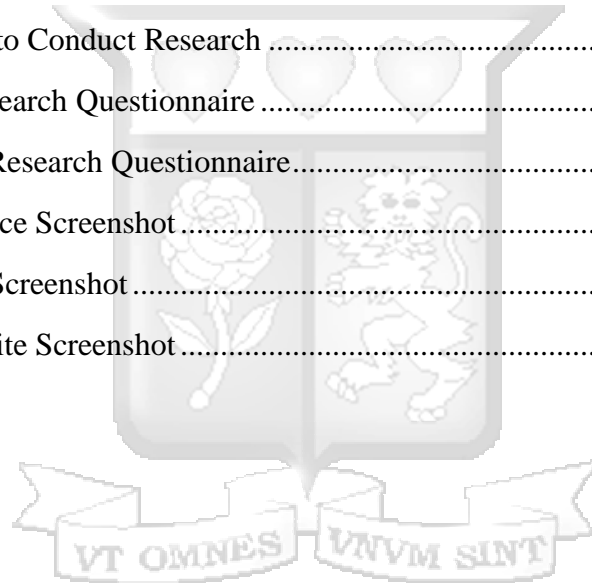 to Conduct Research ........................................
earch Questionnaire .........................................
Research Questionnaire.....................................
ce Screenshot ...................................................
Screenshot .........................................................
ite Screenshot ...................................................
VT OMNES VNVM SINT